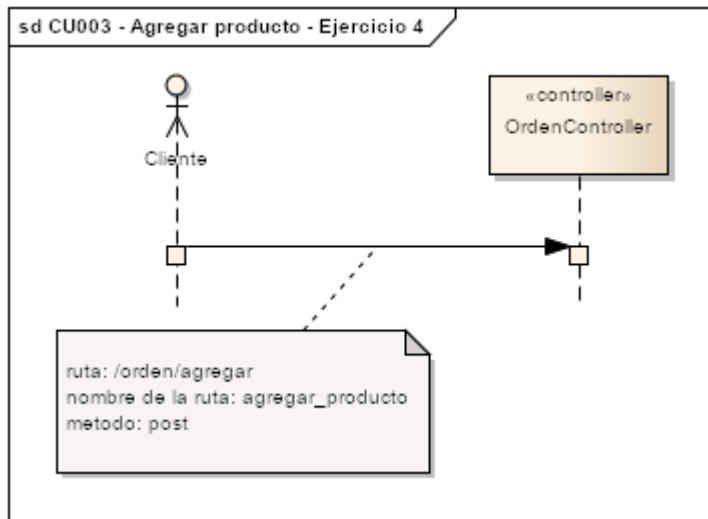 sd CU003 - Agregar producto - Ejercicio 4
«controller»
OrdenController
Cliente
ruta: /orden/agregar
nombre de la ruta: agregar_producto
metodo: post